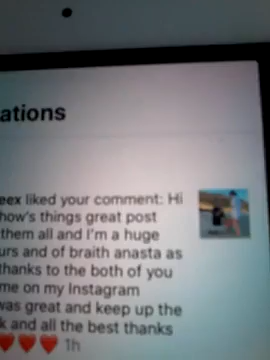 ations
eex liked your comment: Hi
how's things great post
them all and I'm a huge
urs and of braith anasta as
thanks to the both of you
me on my Instagram
was great and keep up the
k and all the best thanks
❤️❤️❤️ 1h